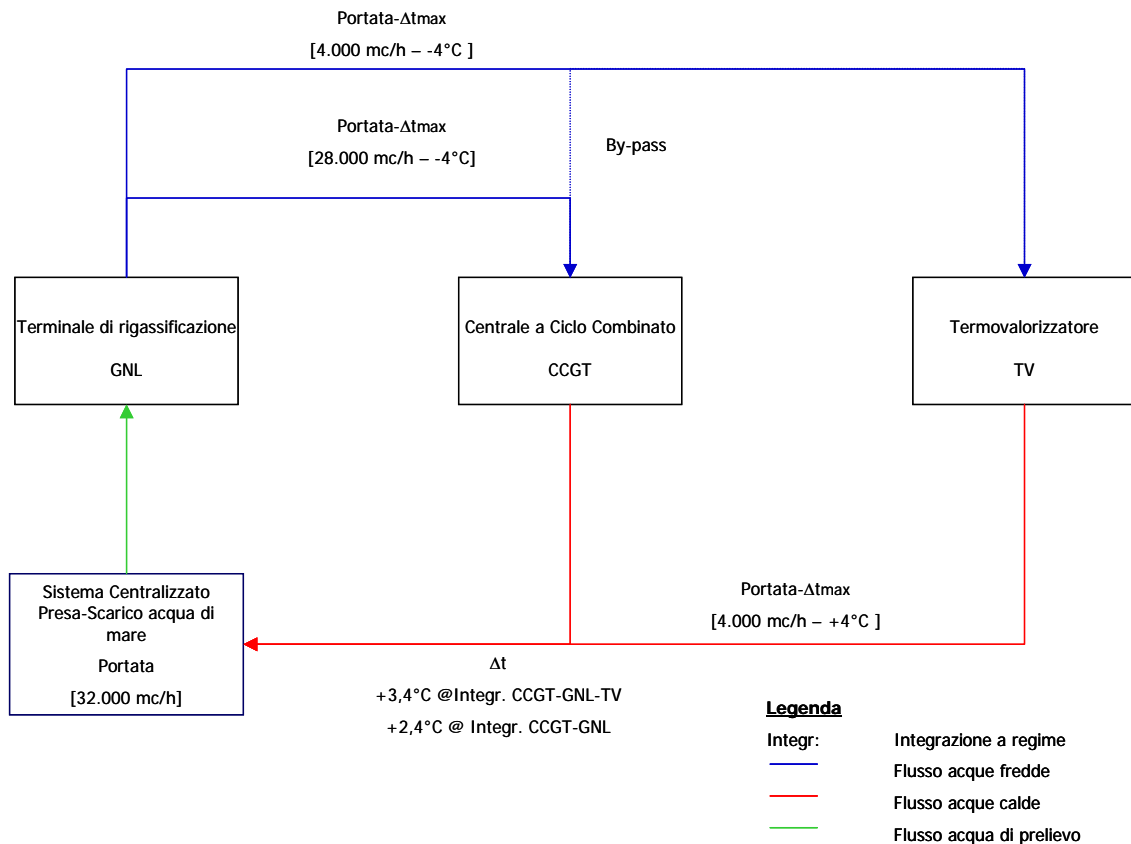 Portata-Δtmax
[4.000 mc/h – -4°C ]
Portata-Δtmax
[28.000 mc/h – -4°C]
By-pass
Terminale di rigassificazione
GNL
Centrale a Ciclo Combinato
CCGT
Termovalorizzatore
TV
Sistema Centralizzato
Presa-Scarico acqua di
mare
Portata
[32.000 mc/h]
Portata-Δtmax
[4.000 mc/h – +4°C ]
Δt
+3,4°C @Integr. CCGT-GNL-TV
+2,4°C @ Integr. CCGT-GNL
Legenda
Integr: Integrazione a regime
Flusso acque fredde
Flusso acque calde
Flusso acqua di prelievo